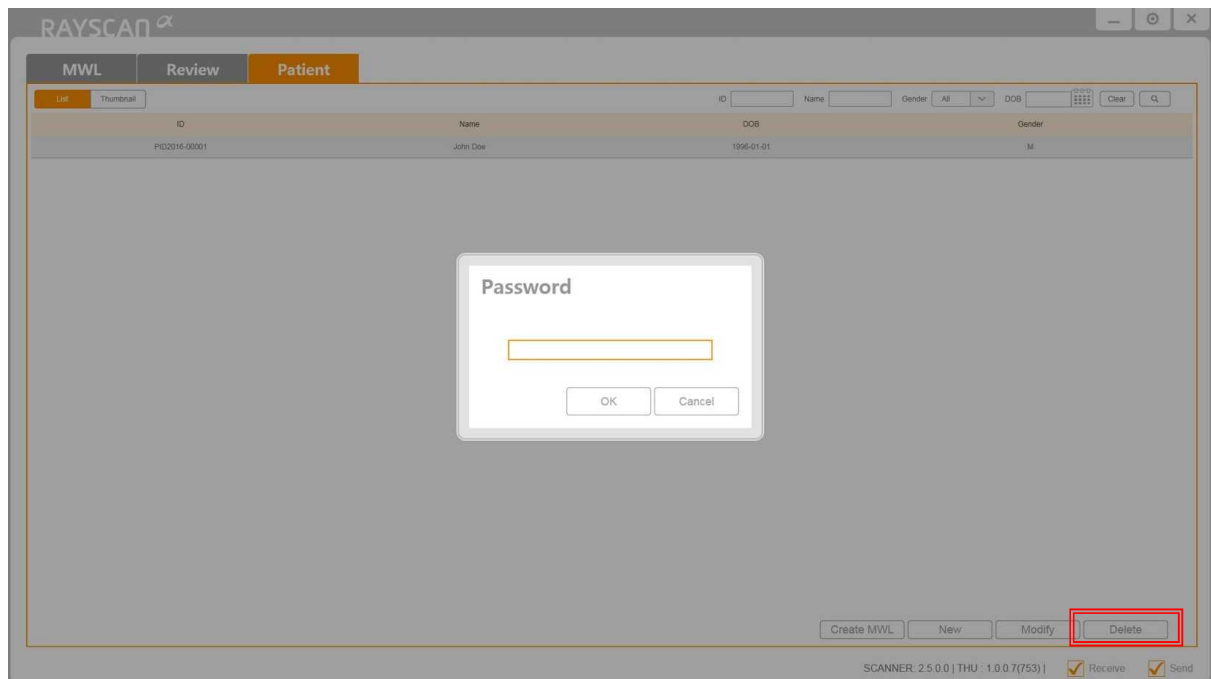 RAYSCAN α
MWL Review Patient
List Thumbnail ID Name Gender All DOB Clear
ID Name DOB Gender
PID2016-00001 John Doe 1996-01-01 M
Password
OK Cancel
Create MWL New Modify Delete
SCANNER: 2.5.0.0 | THU : 1.0.0.7(753) | Receive Send